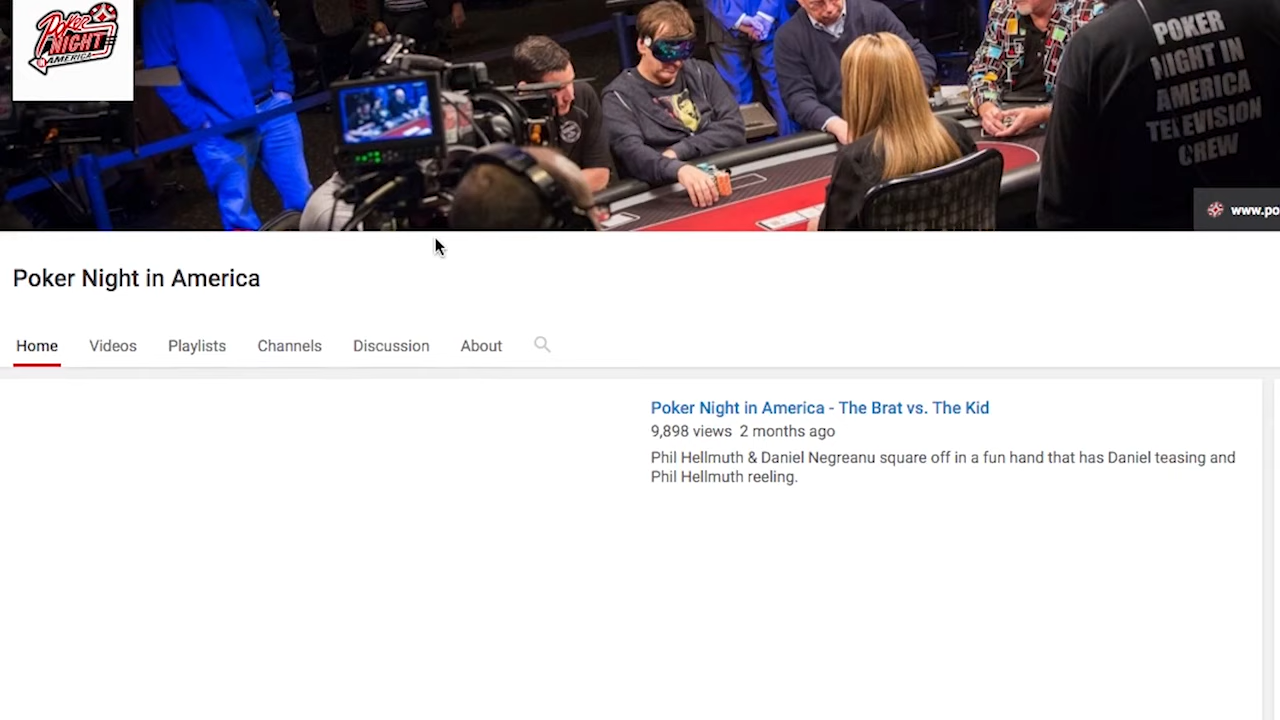 Poker
NIGHT
IN AMERICA
POKER
NIGHT IN
AMERICA
TELEVISION
CREW
www.po
Poker Night in America
Home Videos Playlists Channels Discussion About
Poker Night in America - The Brat vs. The Kid
9,898 views 2 months ago
Phil Hellmuth & Daniel Negreanu square off in a fun hand that has Daniel teasing and
Phil Hellmuth reeling.